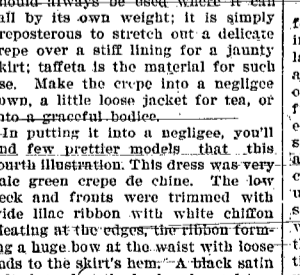 should always be used where it can
all by its own weight; it is simply
reposterous to stretch out a delicate
repe over a stiff lining for a jaunty
kirt; taffeta is the material for such
se. Make the crepe into a negligee
own, a little loose jacket for tea, or
nto a graceful bodice.
In putting it into a negligee, you'll
nd few prettier models that this
ourth illustration. This dress was very
ale green crepe de chine. The low
eck and fronts were trimmed with
ride lilac ribbon with white chiffon
leating at the edges, the ribbon form-
ng a huge bow at the waist with loose
nds to the skirt's hem. A black satin